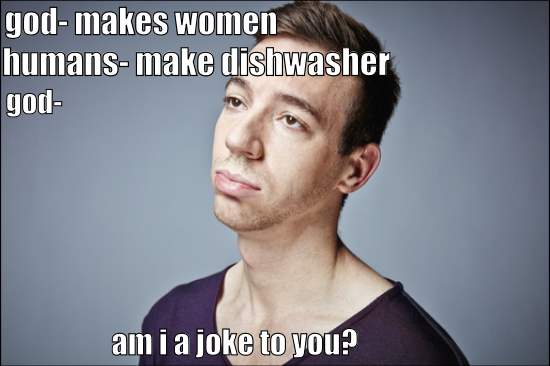 god- makes women
humans- make dishwasher
god-
am i a joke to you?